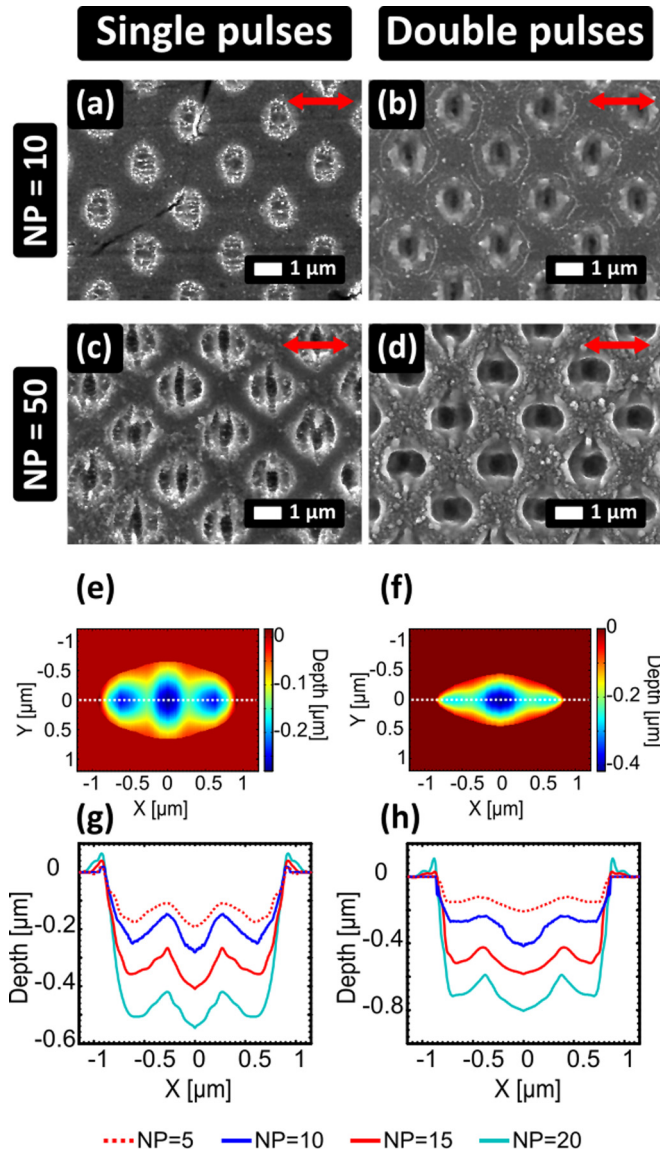 Single pulses Double pulses
NP = 10
(a) (b)
1 µm 1 µm
NP = 50
(c) (d)
1 µm 1 µm
(e) (f)
-1 -0.5 0 0.5 1
Y [µm]
-1 -0.5 0 0.5 1
X [µm]
0 -0.1 -0.2
Depth [µm]
-1 -0.5 0 0.5 1
Y [µm]
-1 -0.5 0 0.5 1
X [µm]
0 -0.2 -0.4
Depth [µm]
(g) (h)
0 -0.2 -0.4 -0.6
Depth [µm]
-1.0 -0.5 0 0.5 1
X [µm]
0 -0.4 -0.8
Depth [µm]
-1 -0.5 0 0.5 1
X [µm]
NP=5 NP=10 NP=15 NP=20